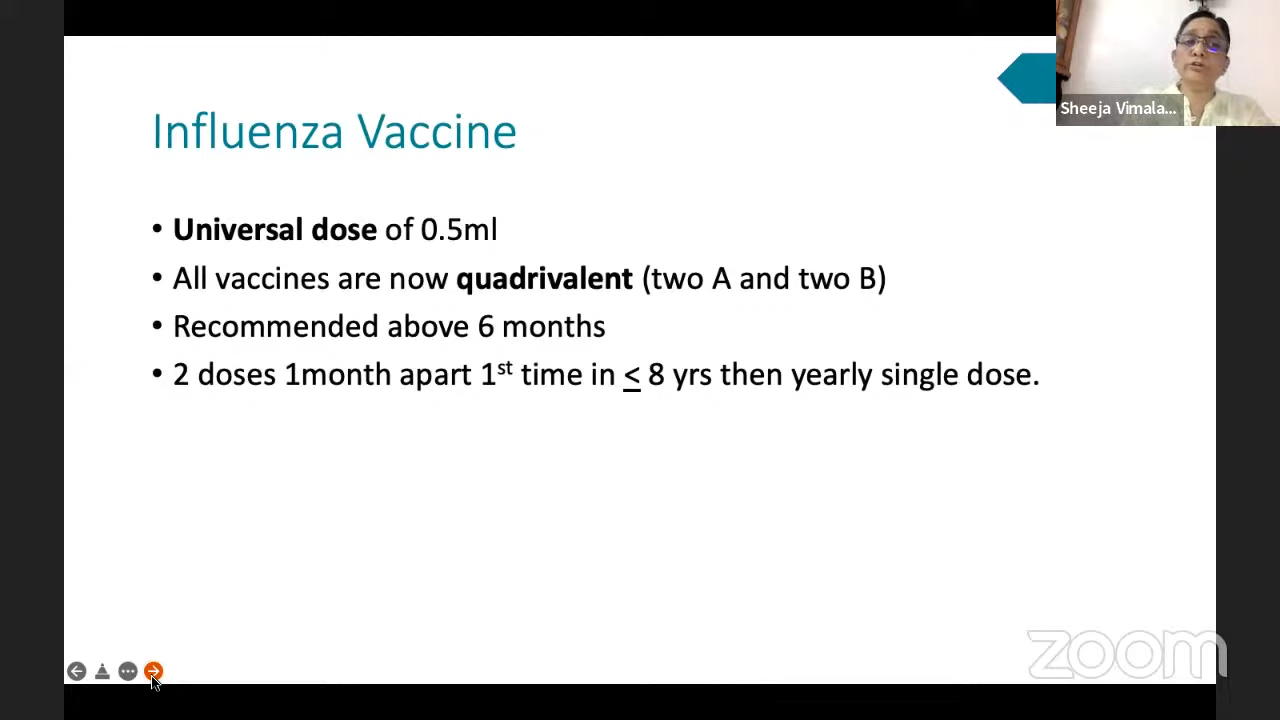 Sheeja Vimala...
Influenza Vaccine
• Universal dose of 0.5ml
• All vaccines are now quadrivalent (two A and two B)
• Recommended above 6 months
• 2 doses 1month apart 1st time in ≤ 8 yrs then yearly single dose.
zoom